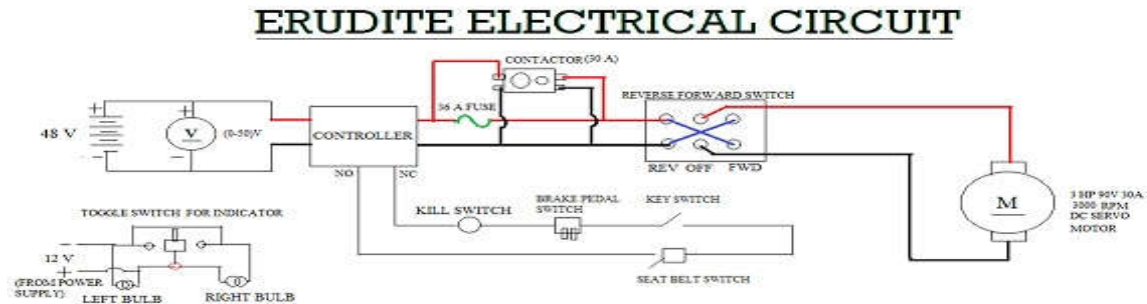 ERUDITE ELECTRICAL CIRCUIT
CONTACTOR(30 A)
36 A FUSE
REVERSE FORWARD SWITCH
48 V
V
(0-50)V
CONTROLLER
NO
NC
REV OFF FWD
M
3 HP 90V 30A
3000 RPM
DC SERVO
MOTOR
KILL SWITCH
BRAKE PEDAL
SWITCH
KEY SWITCH
SEAT BELT SWITCH
TOGGLE SWITCH FOR INDICATOR
12 V
(FROM POWER
SUPPLY)
LEFT BULB
RIGHT BULB